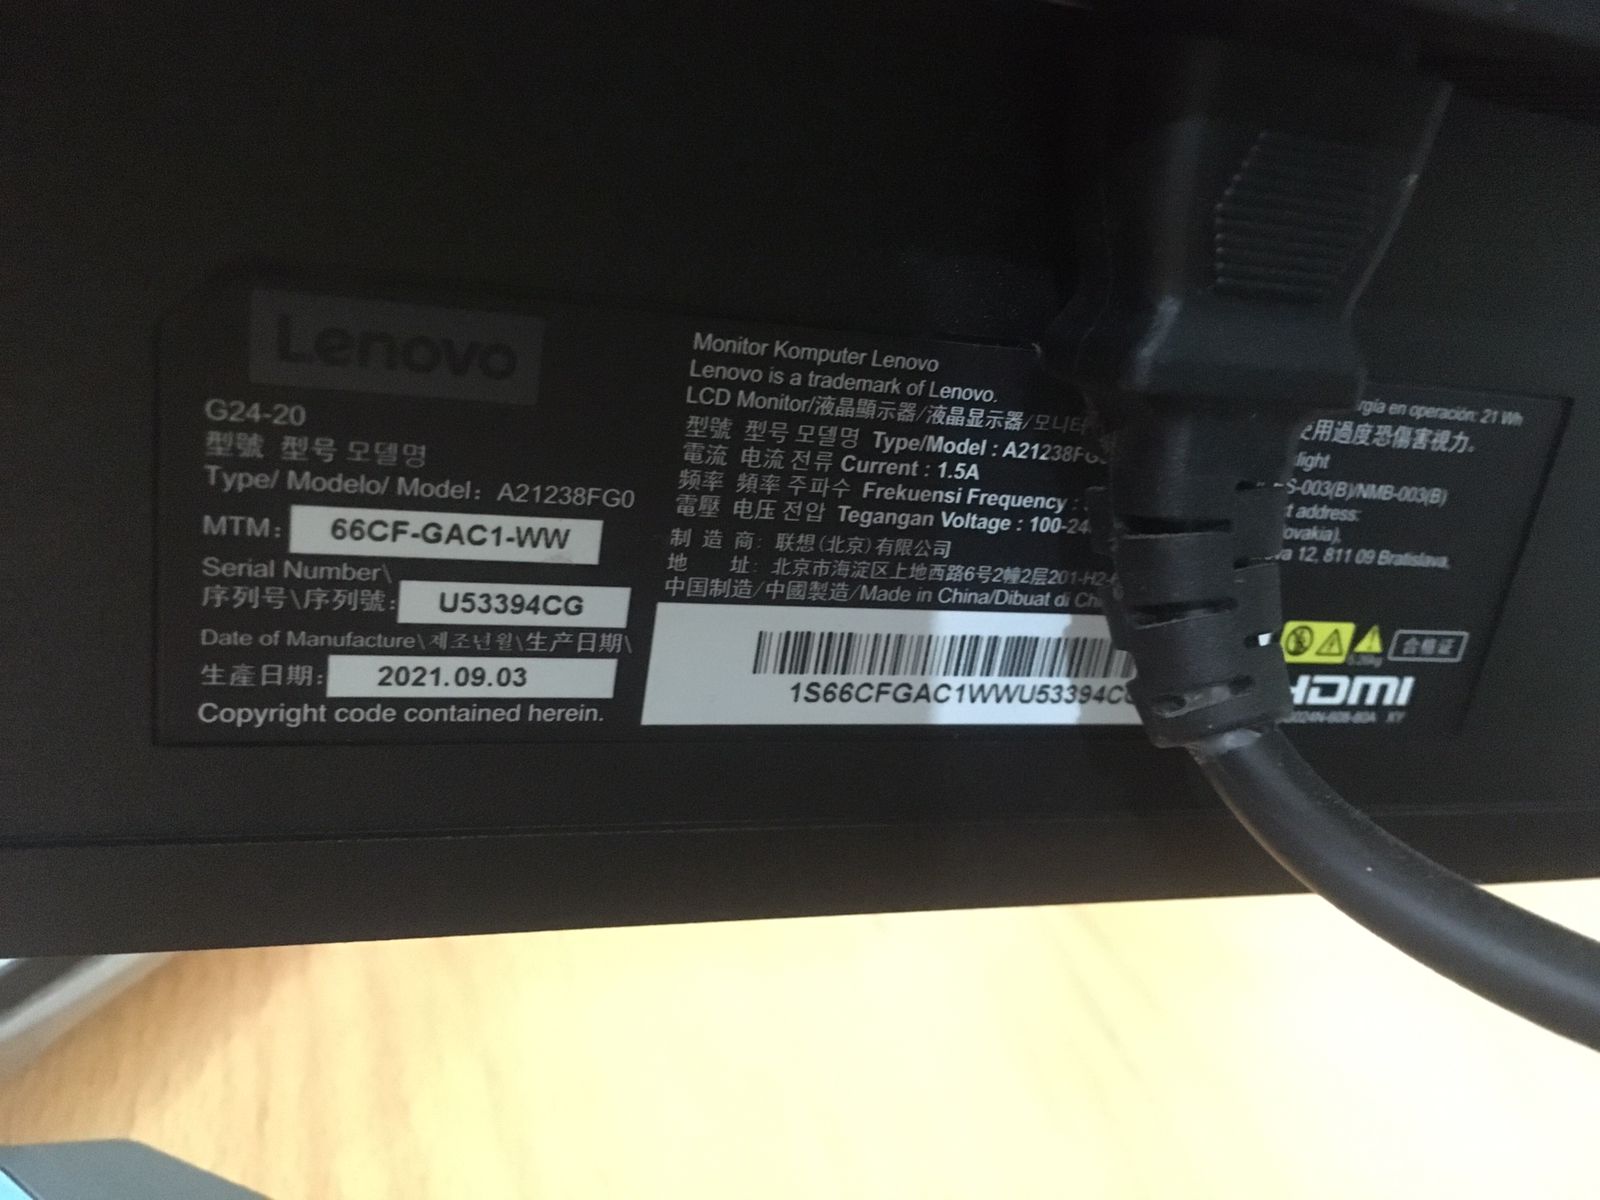 Lenovo
G24-20
型號 型号 모델명
Type/ Modelo/ Model: A21238FG0
MTM: 66CF-GAC1-WW
Serial Number\
序列号\序列號: U53394CG
Date of Manufacture\제조년월\生产日期\
生產日期: 2021.09.03
Copyright code contained herein.
Monitor Komputer Lenovo
Lenovo is a trademark of Lenovo.
LCD Monitor/液晶顯示器/液晶显示器/모니터
型號 型号 모델명 Type/Model : A21238FG
電流 电流 전류 Current : 1.5A
频率 頻率 주파수 Frekuensi Frequency :
電壓 电压 전압 Tegangan Voltage : 100-24
制 造 商: 联想(北京)有限公司
地 址: 北京市海淀区上地西路6号2幢2层201-H2-
中国制造/中國製造/Made in China/Dibuat di Ch
1S66CFGAC1WWU53394C
rgía en operación: 21 Wh
使用過度恐傷害視力。
light
S-003(B)/NMB-003(B)
t address:
ovakia),
va 12, 811 09 Bratislava.
合格证
HDMI